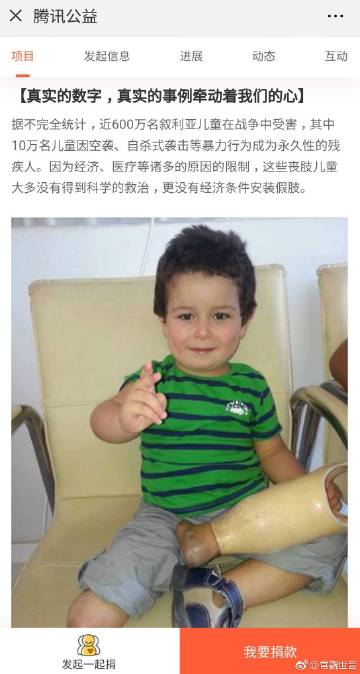 腾讯公益
项目 发起信息 进展 动态 互动
【真实的数字，真实的事例牵动着我们的心】
据不完全统计，近600万名叙利亚儿童在战争中受害，其中
10万名儿童因空袭、自杀式袭击等暴力行为成为永久性的残
疾人。因为经济、医疗等诸多的原因的限制，这些丧肢儿童
大多没有得到科学的救治，更没有经济条件安装假肢。
发起一起捐
我要捐款
@常観世音